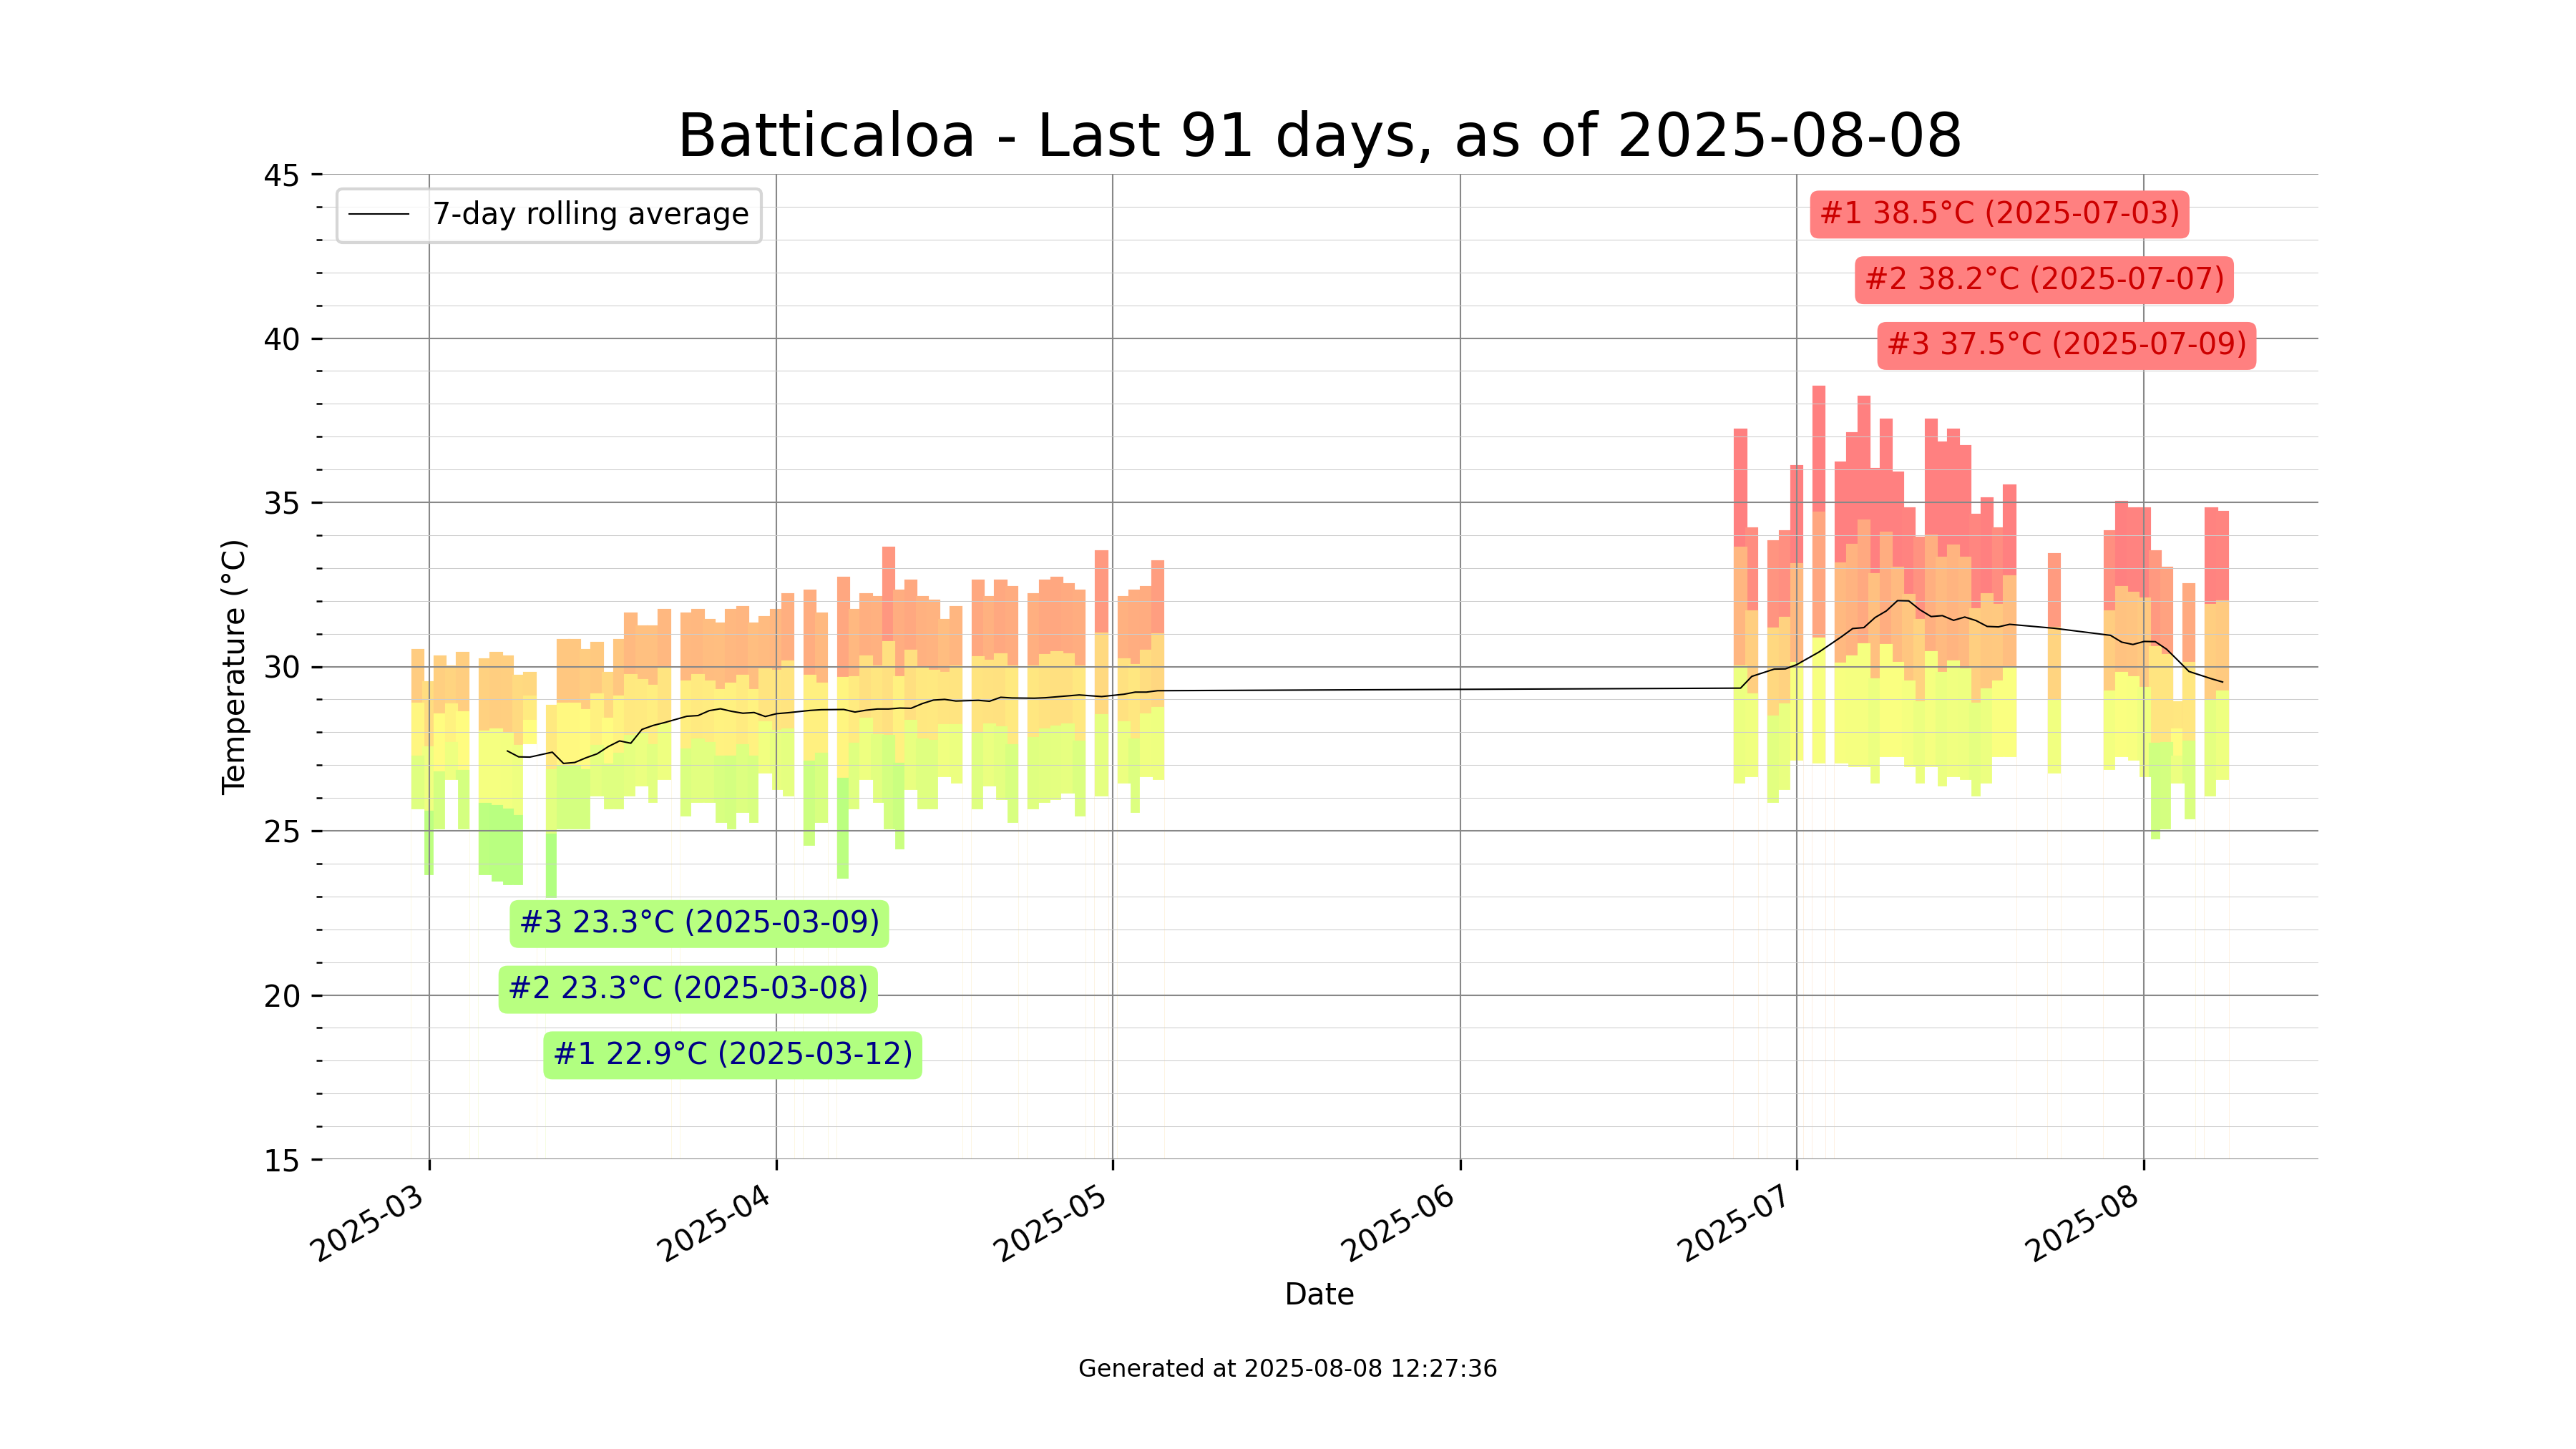 Batticaloa - Last 91 days, as of 2025-08-08
45
7-day rolling average
#1 38.5°C (2025-07-03)
#2 38.2°C (2025-07-07)
40
#3 37.5°C (2025-07-09)
35
Temperature (°C)
30
25
#3 23.3°C (2025-03-09)
#2 23.3°C (2025-03-08)
20
#1 22.9°C (2025-03-12)
15
2025-03
2025-04
2025-05
2025-06
2025-07
2025-08
Date
Generated at 2025-08-08 12:27:36